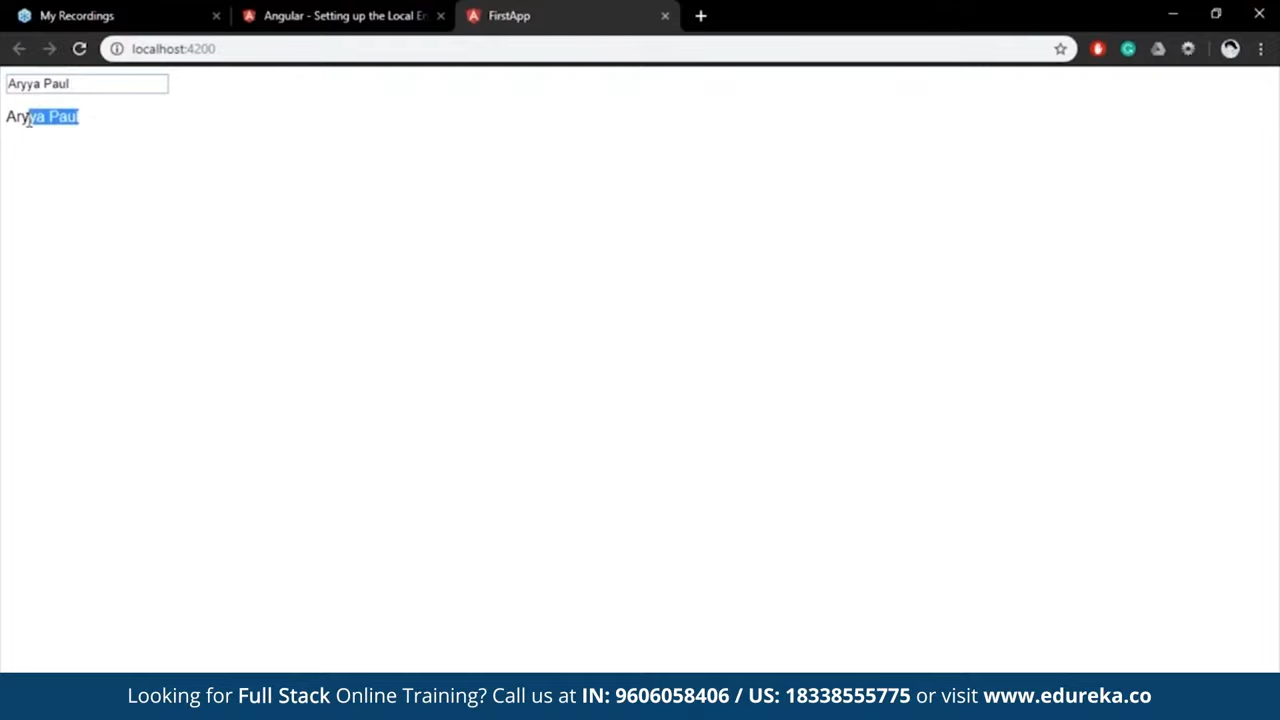 My Recordings
Angular - Setting up the Local En
FirstApp
localhost:4200
Aryya Paul
Aryya Paul
Looking for Full Stack Online Training? Call us at IN: 9606058406 / US: 18338555775 or visit www.edureka.co